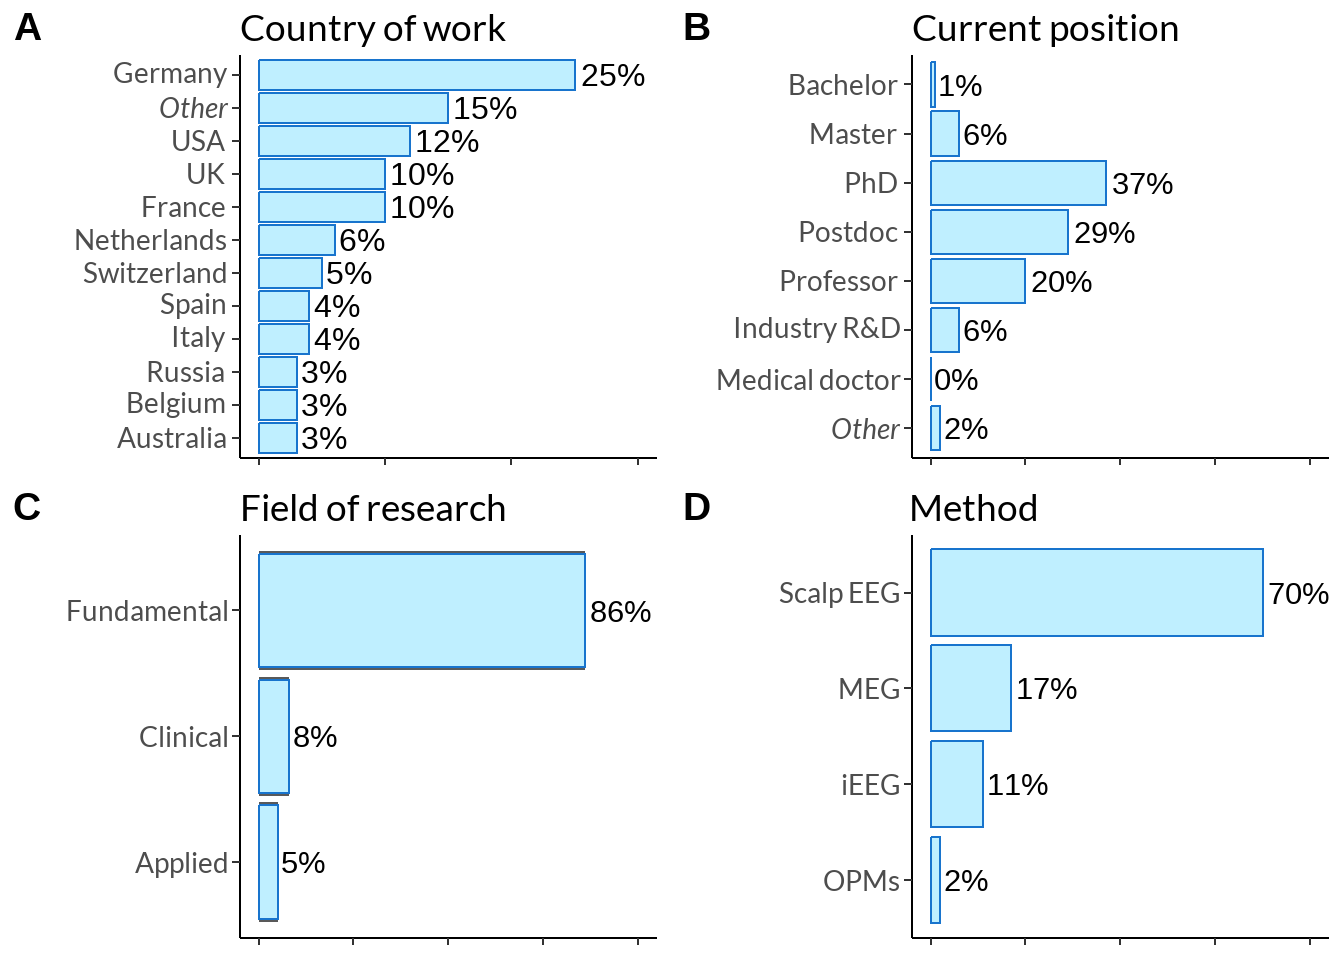 A Country of work
Germany 25%
Other 15%
USA 12%
UK 10%
France 10%
Netherlands 6%
Switzerland 5%
Spain 4%
Italy 4%
Russia 3%
Belgium 3%
Australia 3%
B Current position
Bachelor 1%
Master 6%
PhD 37%
Postdoc 29%
Professor 20%
Industry R&D 6%
Medical doctor 0%
Other 2%
C Field of research
Fundamental 86%
Clinical 8%
Applied 5%
D Method
Scalp EEG 70%
MEG 17%
iEEG 11%
OPMs 2%